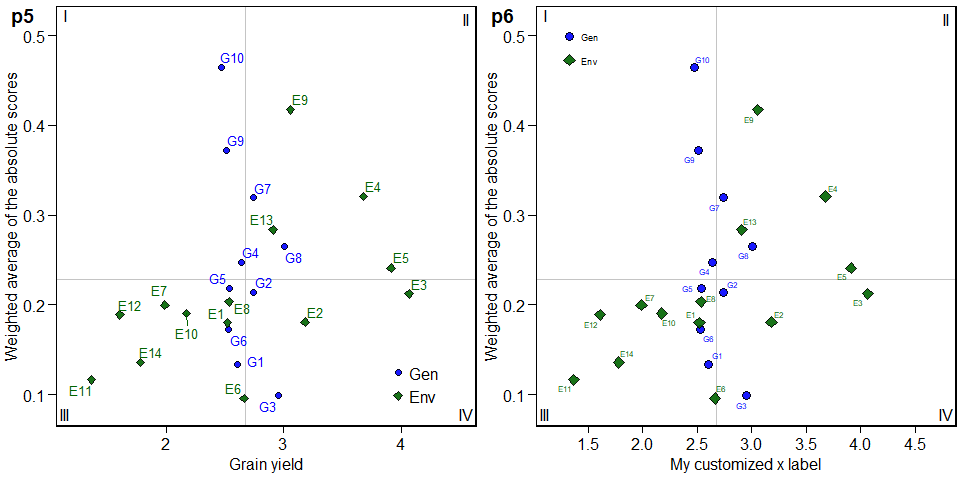 p5
I
II
0.5
0.4
0.3
0.2
0.1
Weighted average of the absolute scores
G10
E9
G9
G7
E4
E13
G8
G4
E5
G5
G2
E3
E7
E12
E8
E1
E2
E10
G6
E14
G1
E11
E6
G3
Gen
Env
III
IV
2
3
4
Grain yield
p6
I
II
Gen
Env
0.5
0.4
0.3
0.2
0.1
Weighted average of the absolute scores
G10
E9
G9
E4
G7
E13
G8
G4
E5
G5
G2
E3
E7
E8
E12
E10
E1
E2
G6
E14
G1
E11
E6
G3
III
IV
1.5
2.0
2.5
3.0
3.5
4.0
4.5
My customized x label